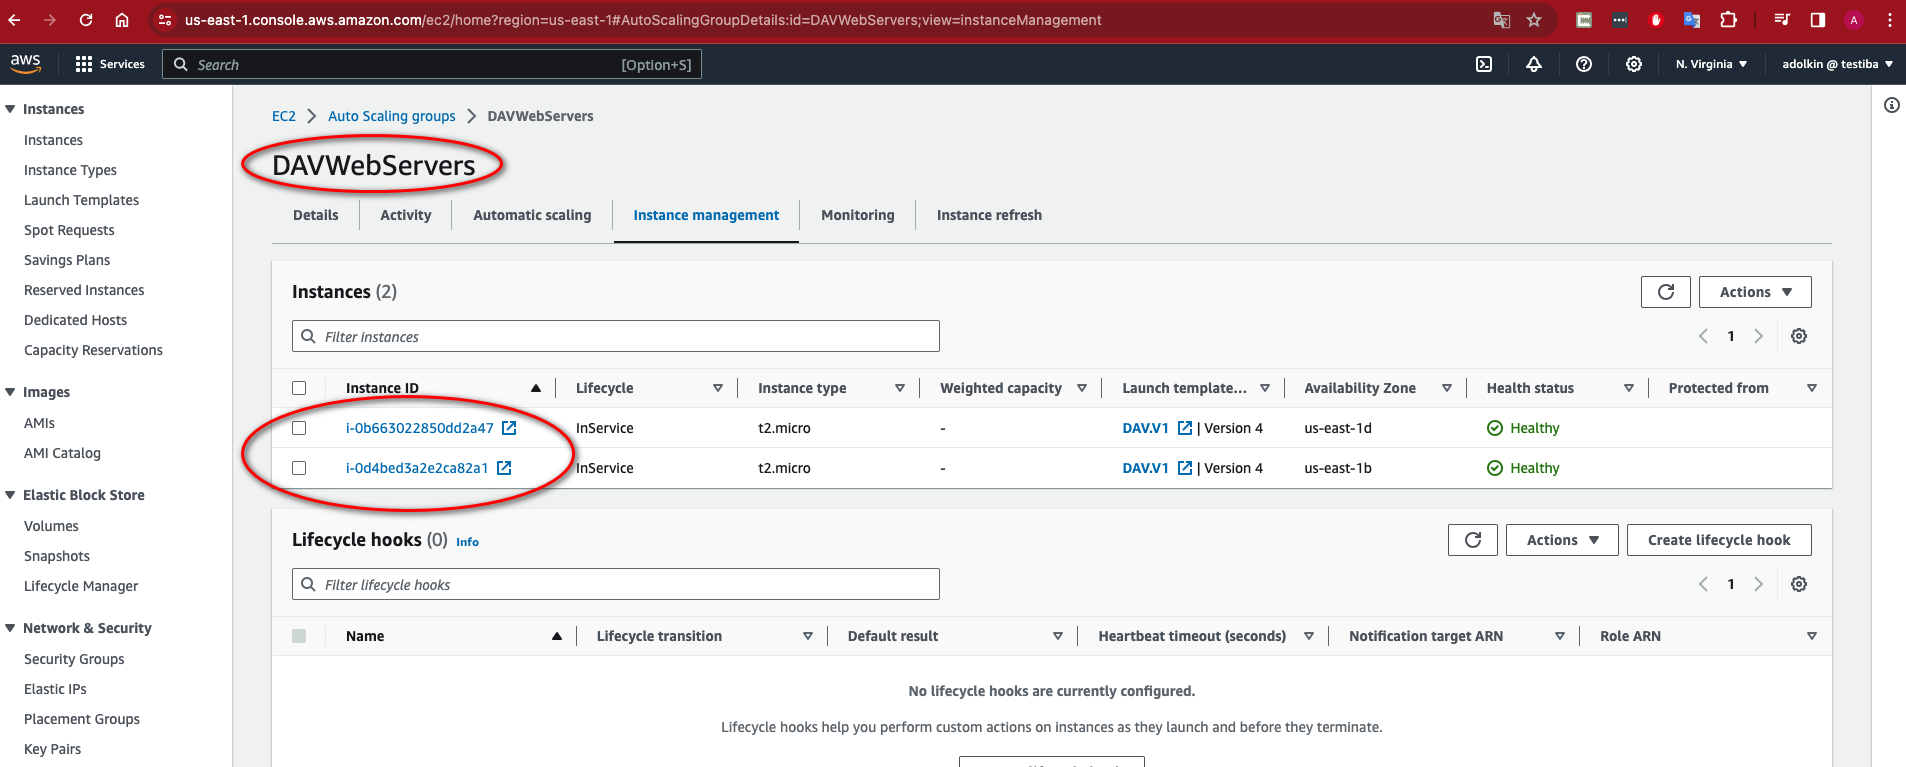 us-east-1.console.aws.amazon.com/ec2/home?region=us-east-1#AutoScalingGroupDetails:id=DAVWebServers;view=instanceManagement
A
aws
Services
Search
[Option+S]
N. Virginia
adolkin @ testiba
Instances
Instances
Instance Types
Launch Templates
Spot Requests
Savings Plans
Reserved Instances
Dedicated Hosts
Capacity Reservations
Images
AMIs
AMI Catalog
Elastic Block Store
Volumes
Snapshots
Lifecycle Manager
Network & Security
Security Groups
Elastic IPs
Placement Groups
Key Pairs
EC2 > Auto Scaling groups > DAVWebServers
DAVWebServers
Details Activity Automatic scaling Instance management Monitoring Instance refresh
Instances (2)
Actions
Filter instances
1
Instance ID Lifecycle Instance type Weighted capacity Launch template... Availability Zone Health status Protected from
i-0b663022850dd2a47 InService t2.micro - DAV.V1 | Version 4 us-east-1d Healthy
i-0d4bed3a2e2ca82a1 InService t2.micro - DAV.V1 | Version 4 us-east-1b Healthy
Lifecycle hooks (0) Info
Actions
Create lifecycle hook
Filter lifecycle hooks
1
Name Lifecycle transition Default result Heartbeat timeout (seconds) Notification target ARN Role ARN
No lifecycle hooks are currently configured.
Lifecycle hooks help you perform custom actions on instances as they launch and before they terminate.